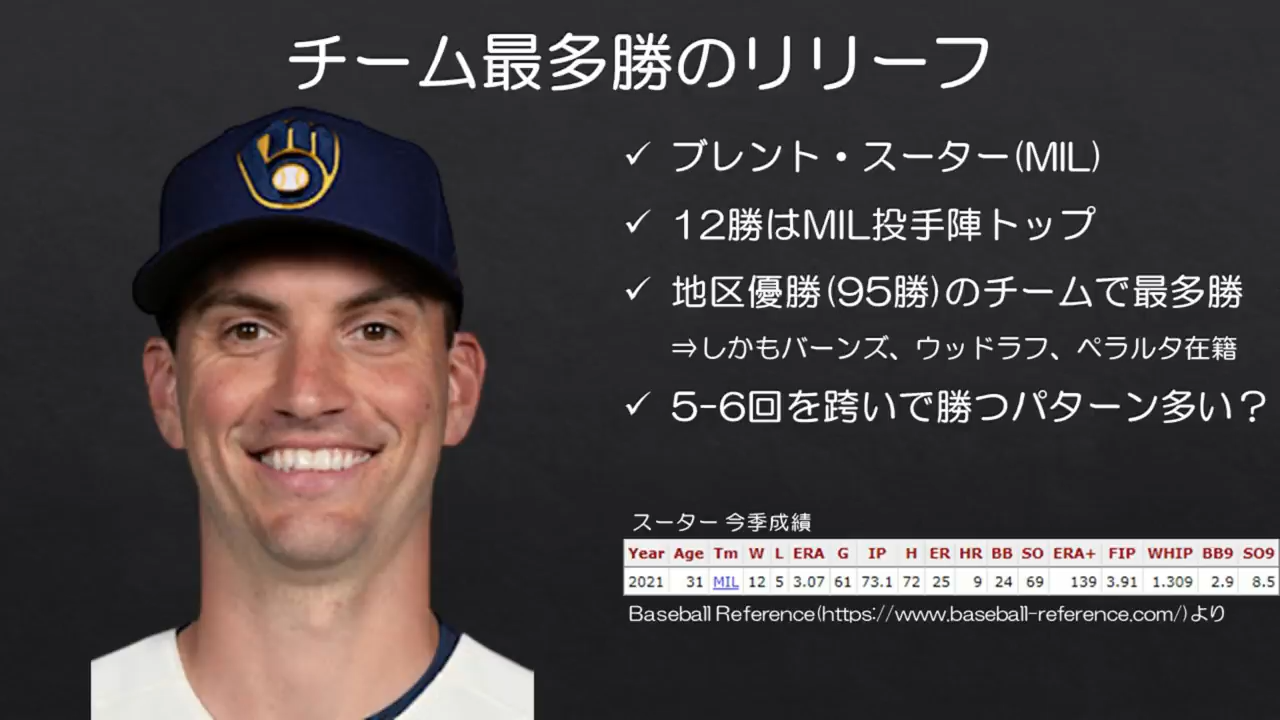 チーム最多勝のリリーフ
✓ ブレント・スーター(MIL)
✓ 12勝はMIL投手陣トップ
✓ 地区優勝(95勝)のチームで最多勝
⇒しかもバーンズ、ウッドラフ、ペラルタ在籍
✓ 5-6回を跨いで勝つパターン多い？
スーター 今季成績
Year Age Tm W L ERA G IP H ER HR BB SO ERA+ FIP WHIP BB9 SO9
2021 31 MIL 12 5 3.07 61 73.1 72 25 9 24 69 139 3.91 1.309 2.9 8.5
Baseball Reference(https://www.baseball-reference.com/)より